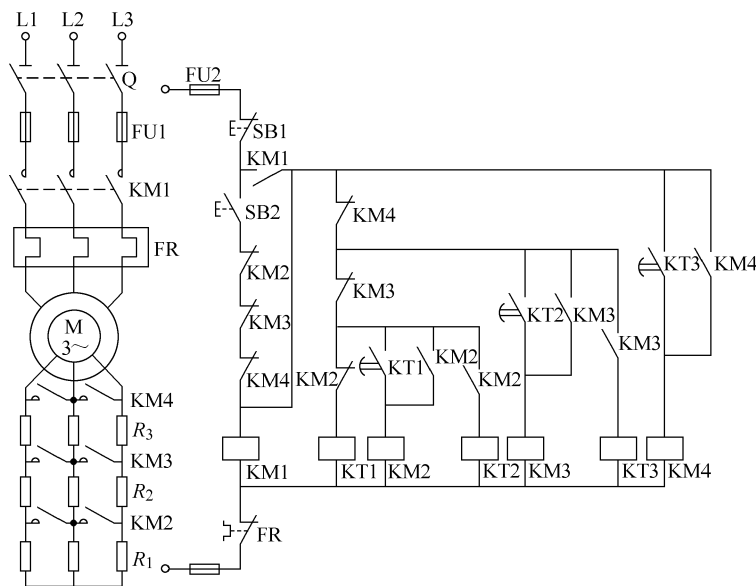 L1 L2 L3
Q
FU2
FU1
SB1
KM1
KM1
SB2
KM4
FR
KM2
KT3
KM4
KM3
KM3
KT2
KM3
M
3~
KM3
KM4
KM2
KT1
KM2
KM2
KM4
R3
KM3
KM1
KT1
KM2
KT2
KM3
KT3
KM4
R2
KM2
FR
R1